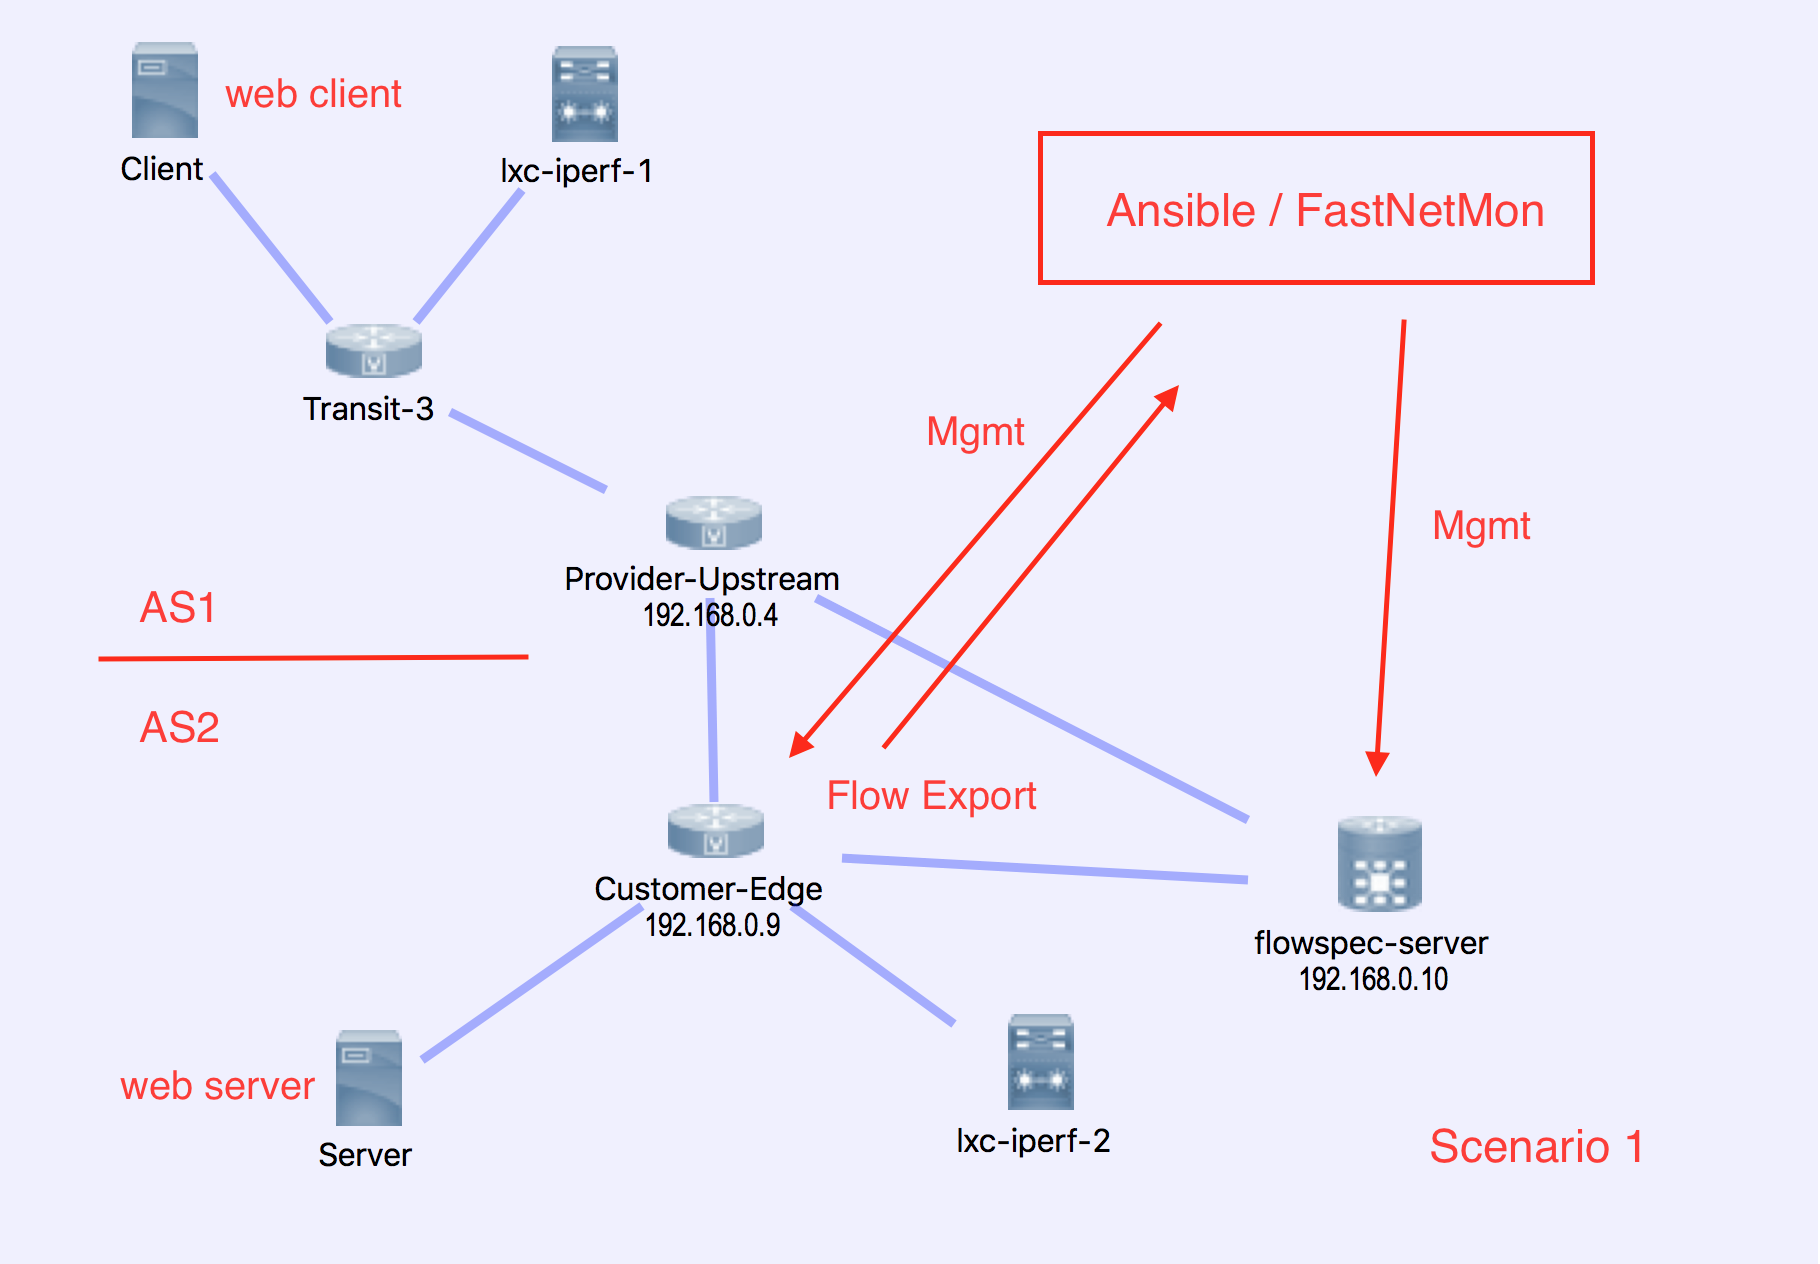 web client
Client
lxc-iperf-1
Ansible / FastNetMon
Transit-3
Mgmt
Mgmt
Provider-Upstream
192.168.0.4
AS1
AS2
Flow Export
Customer-Edge
192.168.0.9
flowspec-server
192.168.0.10
web server
Server
lxc-iperf-2
Scenario 1